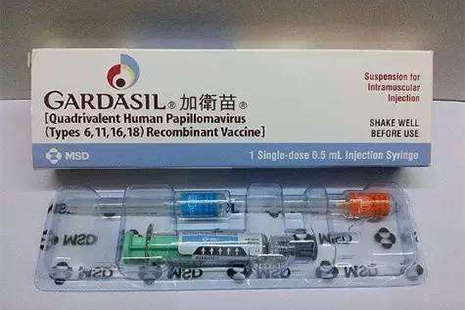 GARDASIL® 加衛苗®
[Quadrivalent Human Papillomavirus
(Types 6,11,16,18) Recombinant Vaccine]
MSD
Suspension for
Intramuscular
Injection
SHAKE WELL
BEFORE USE
1 Single-dose 0.5 mL Injection Syringe
MSD
MSD
MSD
MSD